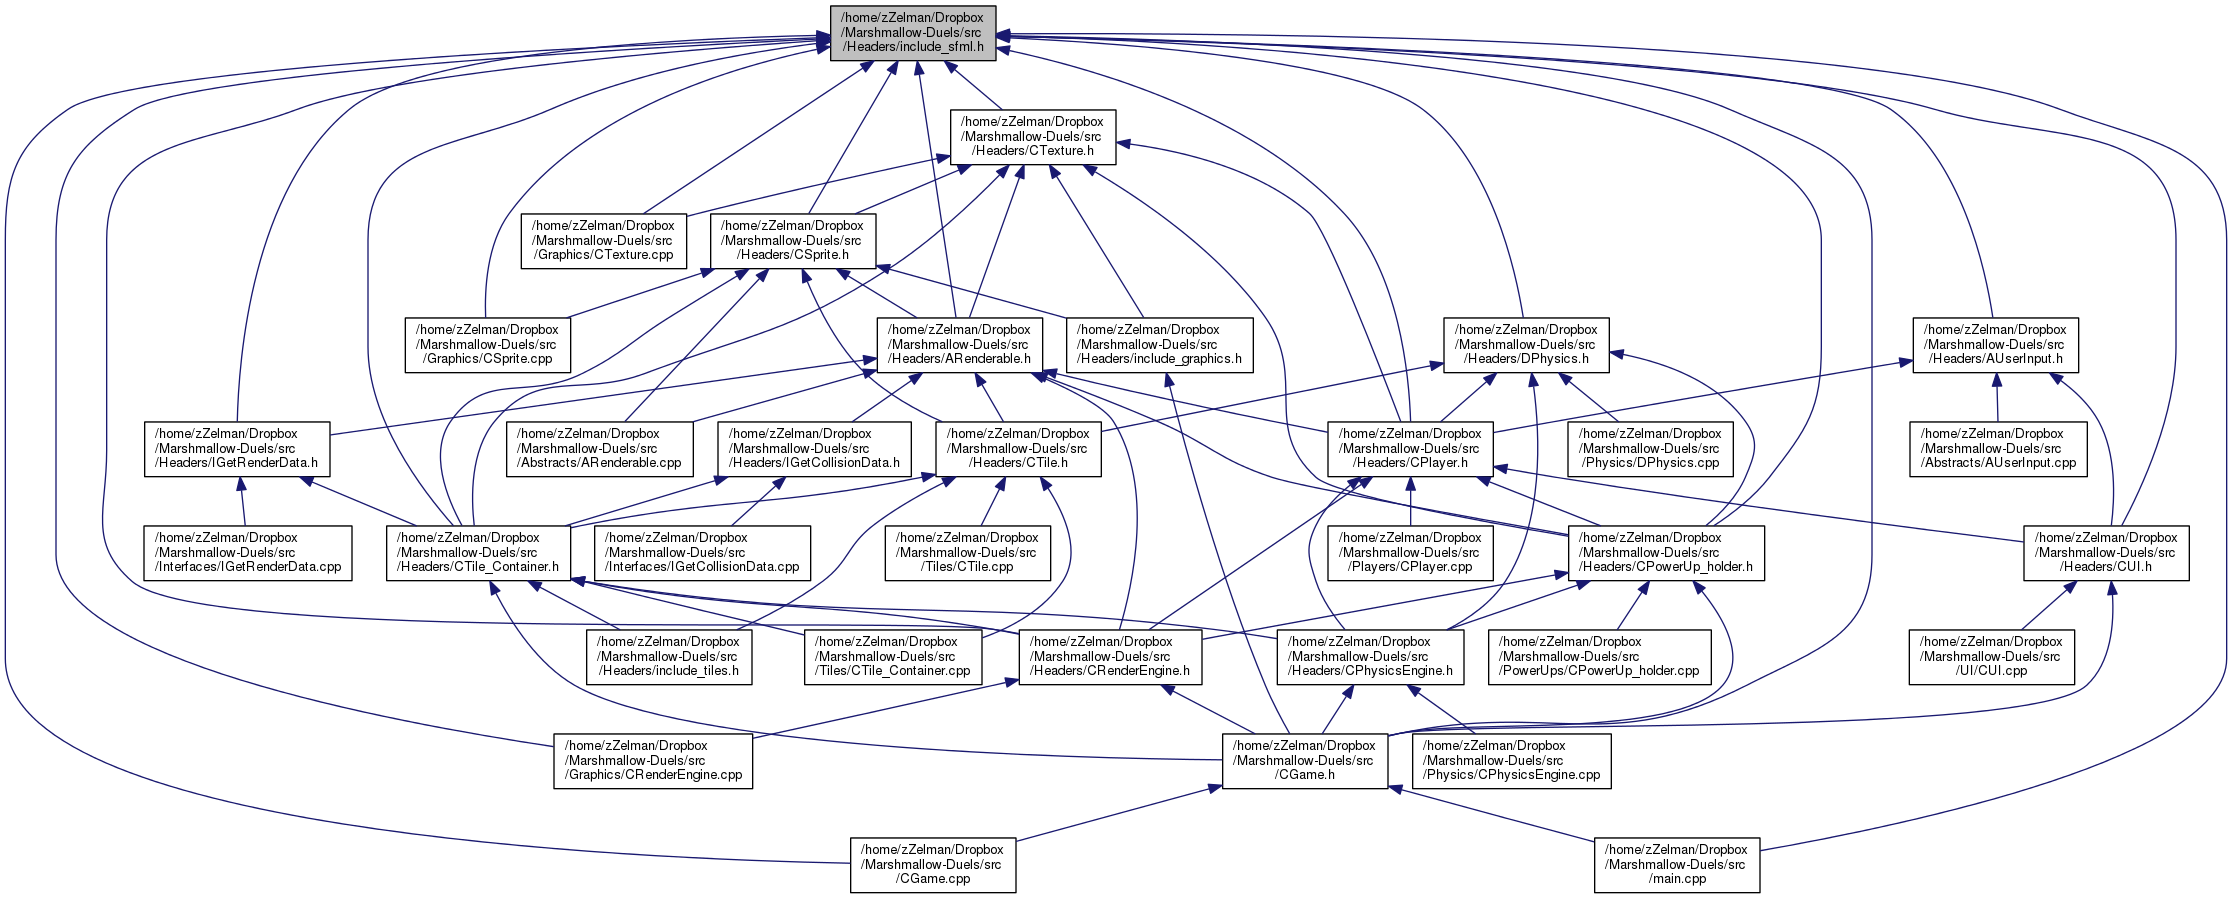 /home/zZelman/Dropbox
/Marshmallow-Duels/src
/Headers/include_sfml.h
/home/zZelman/Dropbox
/Marshmallow-Duels/src
/Headers/CTexture.h
/home/zZelman/Dropbox
/Marshmallow-Duels/src
/Graphics/CTexture.cpp
/home/zZelman/Dropbox
/Marshmallow-Duels/src
/Headers/CSprite.h
/home/zZelman/Dropbox
/Marshmallow-Duels/src
/Graphics/CSprite.cpp
/home/zZelman/Dropbox
/Marshmallow-Duels/src
/Headers/ARenderable.h
/home/zZelman/Dropbox
/Marshmallow-Duels/src
/Headers/include_graphics.h
/home/zZelman/Dropbox
/Marshmallow-Duels/src
/Headers/DPhysics.h
/home/zZelman/Dropbox
/Marshmallow-Duels/src
/Headers/AUserInput.h
/home/zZelman/Dropbox
/Marshmallow-Duels/src
/Headers/IGetRenderData.h
/home/zZelman/Dropbox
/Marshmallow-Duels/src
/Abstracts/ARenderable.cpp
/home/zZelman/Dropbox
/Marshmallow-Duels/src
/Headers/IGetCollisionData.h
/home/zZelman/Dropbox
/Marshmallow-Duels/src
/Headers/CTile.h
/home/zZelman/Dropbox
/Marshmallow-Duels/src
/Headers/CPlayer.h
/home/zZelman/Dropbox
/Marshmallow-Duels/src
/Physics/DPhysics.cpp
/home/zZelman/Dropbox
/Marshmallow-Duels/src
/Abstracts/AUserInput.cpp
/home/zZelman/Dropbox
/Marshmallow-Duels/src
/Interfaces/IGetRenderData.cpp
/home/zZelman/Dropbox
/Marshmallow-Duels/src
/Headers/CTile_Container.h
/home/zZelman/Dropbox
/Marshmallow-Duels/src
/Interfaces/IGetCollisionData.cpp
/home/zZelman/Dropbox
/Marshmallow-Duels/src
/Tiles/CTile.cpp
/home/zZelman/Dropbox
/Marshmallow-Duels/src
/Players/CPlayer.cpp
/home/zZelman/Dropbox
/Marshmallow-Duels/src
/Headers/CPowerUp_holder.h
/home/zZelman/Dropbox
/Marshmallow-Duels/src
/Headers/CUI.h
/home/zZelman/Dropbox
/Marshmallow-Duels/src
/Headers/include_tiles.h
/home/zZelman/Dropbox
/Marshmallow-Duels/src
/Tiles/CTile_Container.cpp
/home/zZelman/Dropbox
/Marshmallow-Duels/src
/Headers/CRenderEngine.h
/home/zZelman/Dropbox
/Marshmallow-Duels/src
/Headers/CPhysicsEngine.h
/home/zZelman/Dropbox
/Marshmallow-Duels/src
/PowerUps/CPowerUp_holder.cpp
/home/zZelman/Dropbox
/Marshmallow-Duels/src
/UI/CUI.cpp
/home/zZelman/Dropbox
/Marshmallow-Duels/src
/Graphics/CRenderEngine.cpp
/home/zZelman/Dropbox
/Marshmallow-Duels/src
/CGame.h
/home/zZelman/Dropbox
/Marshmallow-Duels/src
/Physics/CPhysicsEngine.cpp
/home/zZelman/Dropbox
/Marshmallow-Duels/src
/CGame.cpp
/home/zZelman/Dropbox
/Marshmallow-Duels/src
/main.cpp